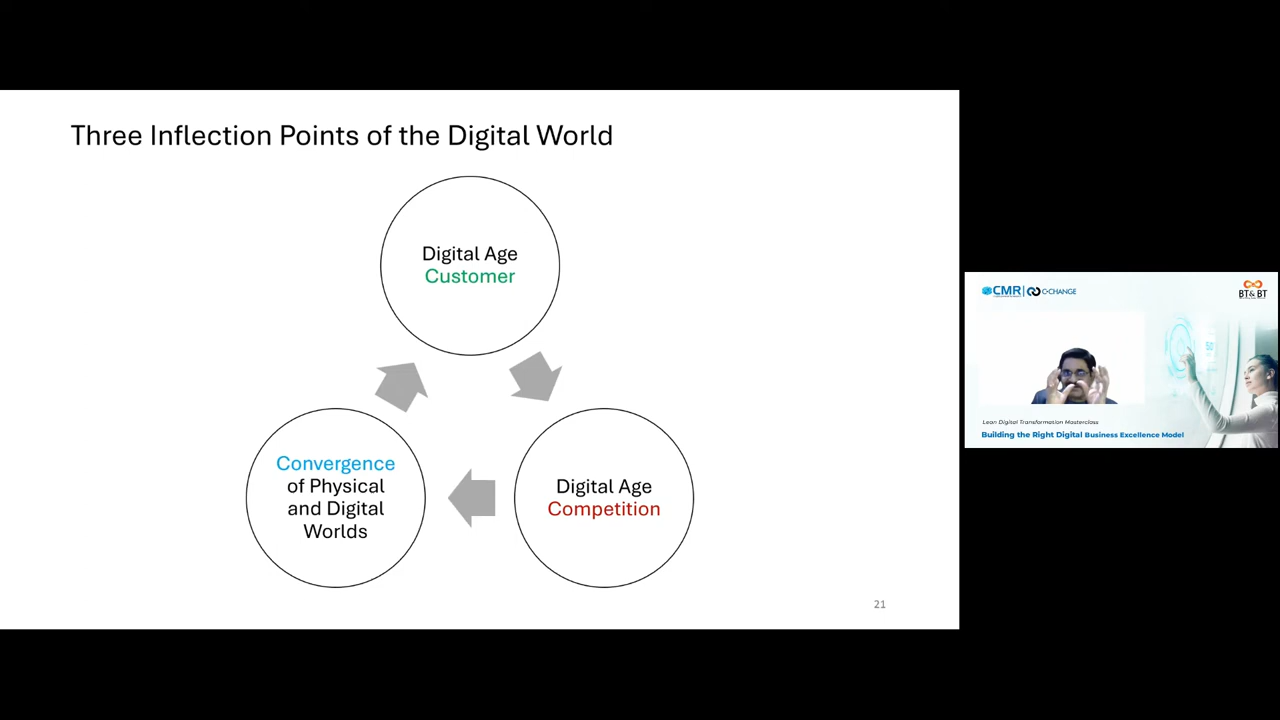 Three Inflection Points of the Digital World
Digital Age
Customer
Convergence
of Physical
and Digital
Worlds
Digital Age
Competition
21
CMR
C-CHANGE
BT& BT
Lean Digital Transformation Masterclass
Building the Right Digital Business Excellence Model